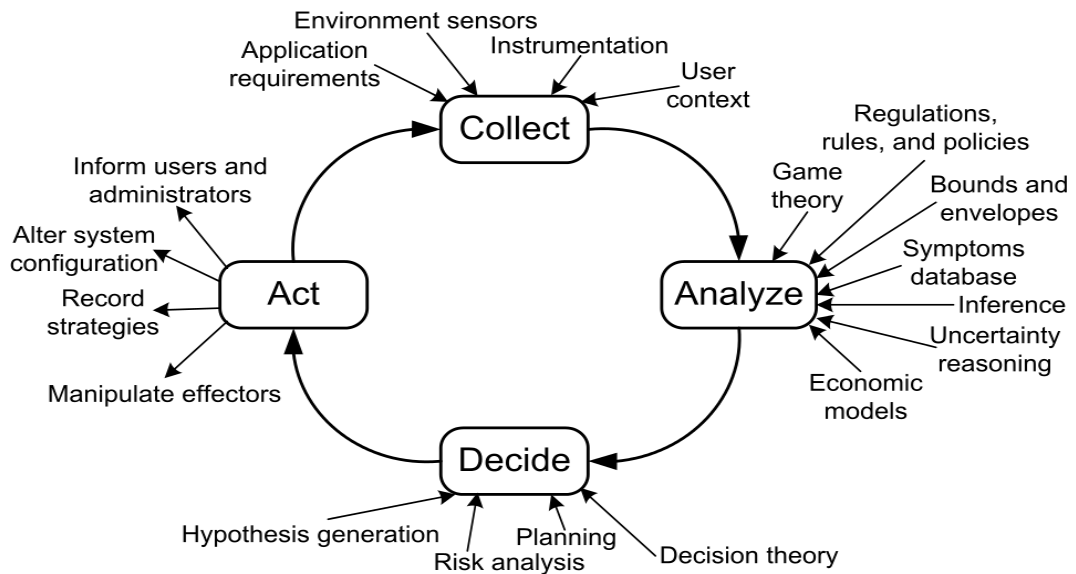 Environment sensors
Instrumentation
Application
requirements
User
context
Collect
Regulations,
rules, and policies
Game
theory
Bounds and
envelopes
Symptoms
database
Inference
Uncertainty
reasoning
Economic
models
Analyze
Inform users and
administrators
Alter system
configuration
Record
strategies
Manipulate effectors
Act
Decide
Hypothesis generation
Risk analysis
Planning
Decision theory